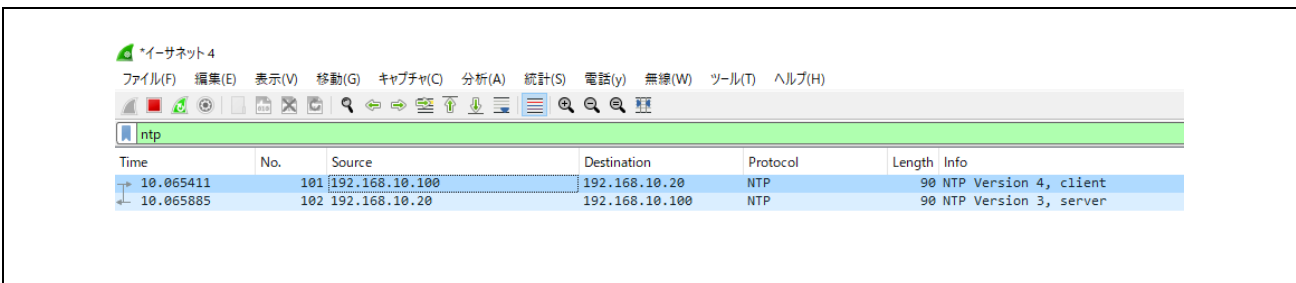 *イーサネット 4
ファイル(F) 編集(E) 表示(V) 移動(G) キャプチャ(C) 分析(A) 統計(S) 電話(y) 無線(W) ツール(T) ヘルプ(H)
ntp
Time No. Source Destination Protocol Length Info
10.065411 101 192.168.10.100 192.168.10.20 NTP 90 NTP Version 4, client
10.065885 102 192.168.10.20 192.168.10.100 NTP 90 NTP Version 3, server